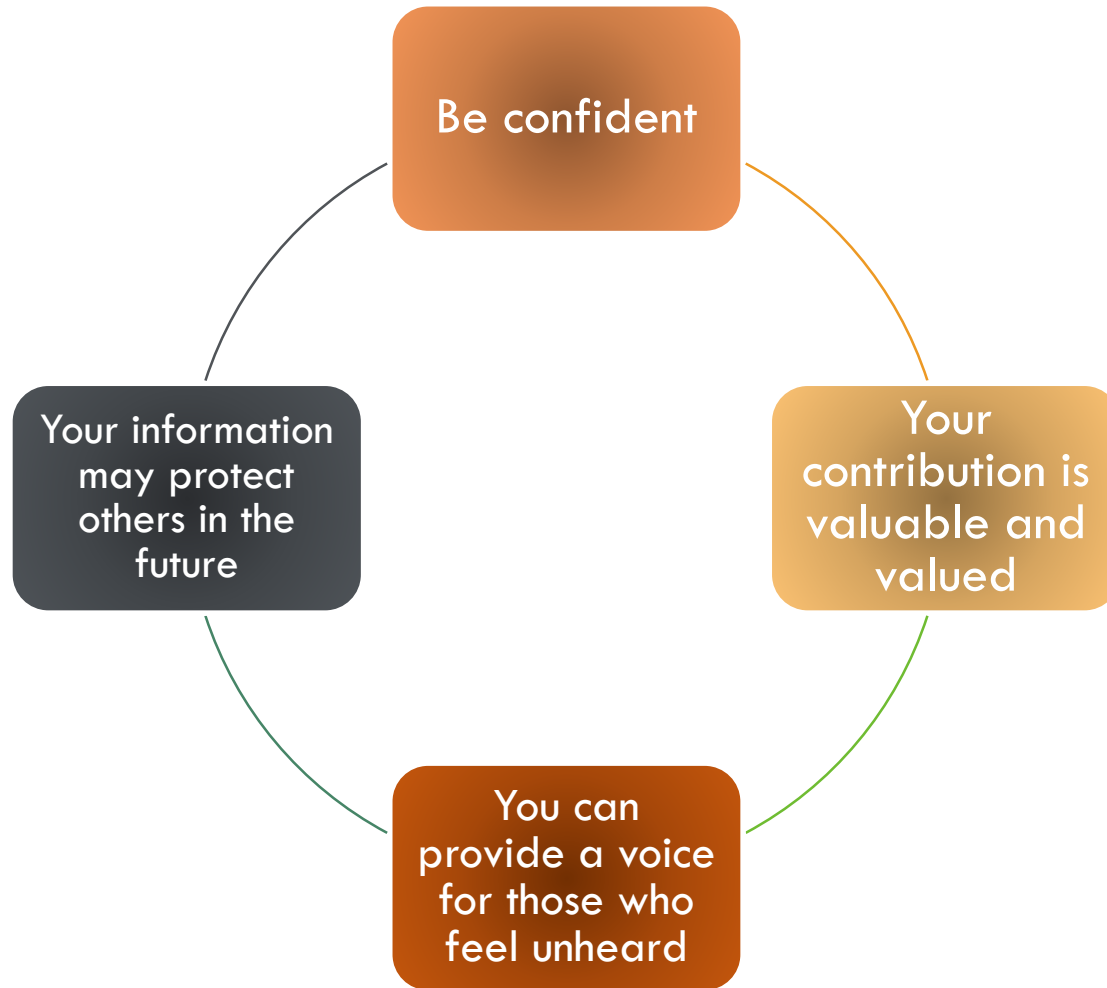 Be confident
Your
contribution is
valuable and
valued
You can
provide a voice
for those who
feel unheard
Your information
may protect
others in the
future